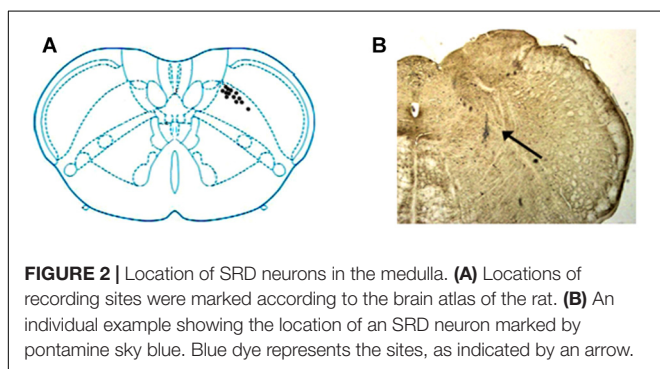 A
B
FIGURE 2 | Location of SRD neurons in the medulla. (A) Locations of
recording sites were marked according to the brain atlas of the rat. (B) An
individual example showing the location of an SRD neuron marked by
pontamine sky blue. Blue dye represents the sites, as indicated by an arrow.